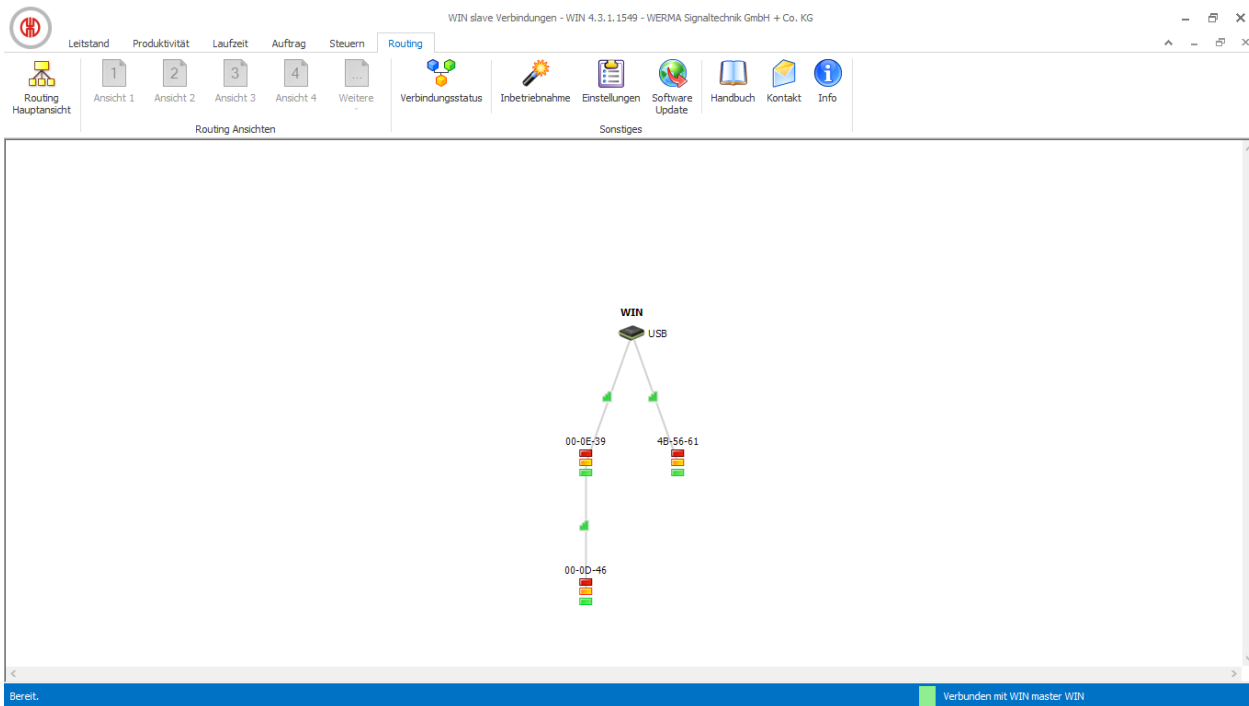 WIN slave Verbindungen - WIN 4.3.1.1549 - WERMA Signaltechnik GmbH + Co. KG
Leitstand Produktivität Laufzeit Auftrag Steuern Routing
1 2 3 4 ...
Routing Hauptansicht Ansicht 1 Ansicht 2 Ansicht 3 Ansicht 4 Weitere Verbindungsstatus Inbetriebnahme Einstellungen Software Update Handbuch Kontakt Info
Routing Ansichten Sonstiges
WIN
USB
00-0E-39 4B-56-61
00-0D-46
Bereit. Verbunden mit WIN master WIN